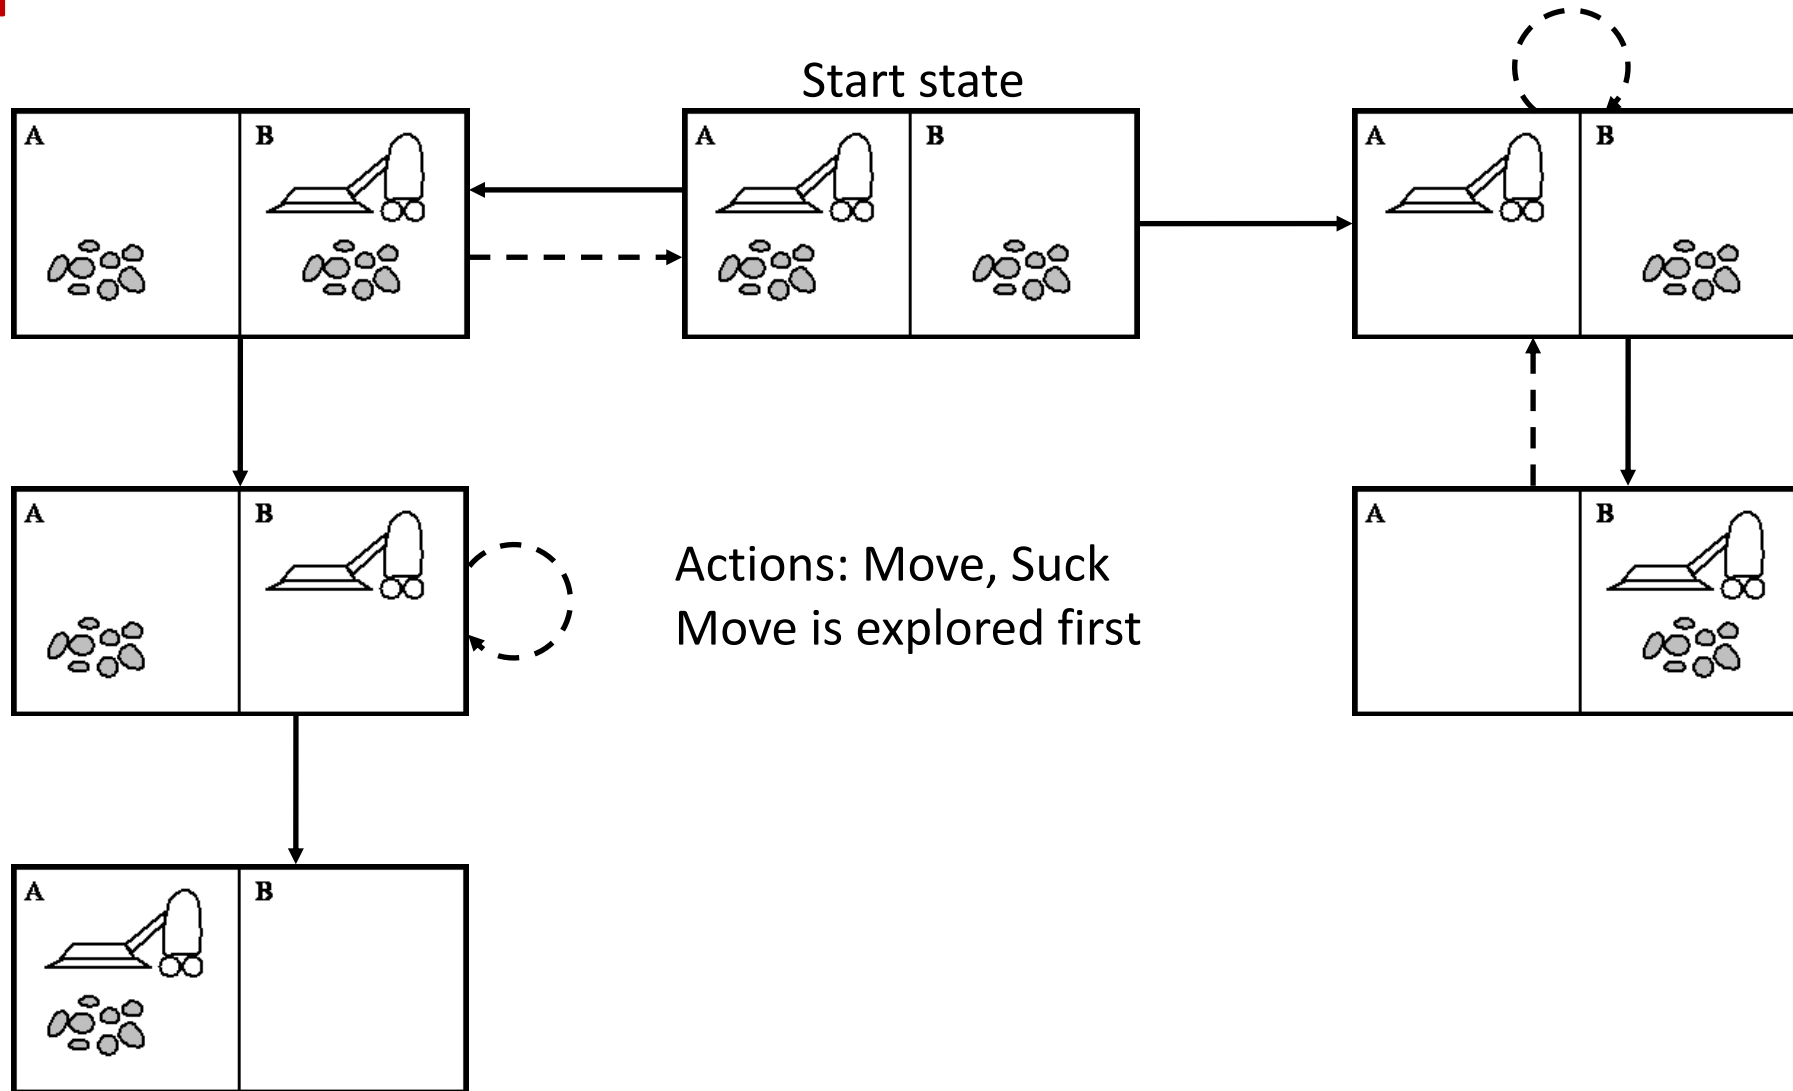 Start state
A B
A B
A B
A B
Actions: Move, Suck
Move is explored first
A B
A B